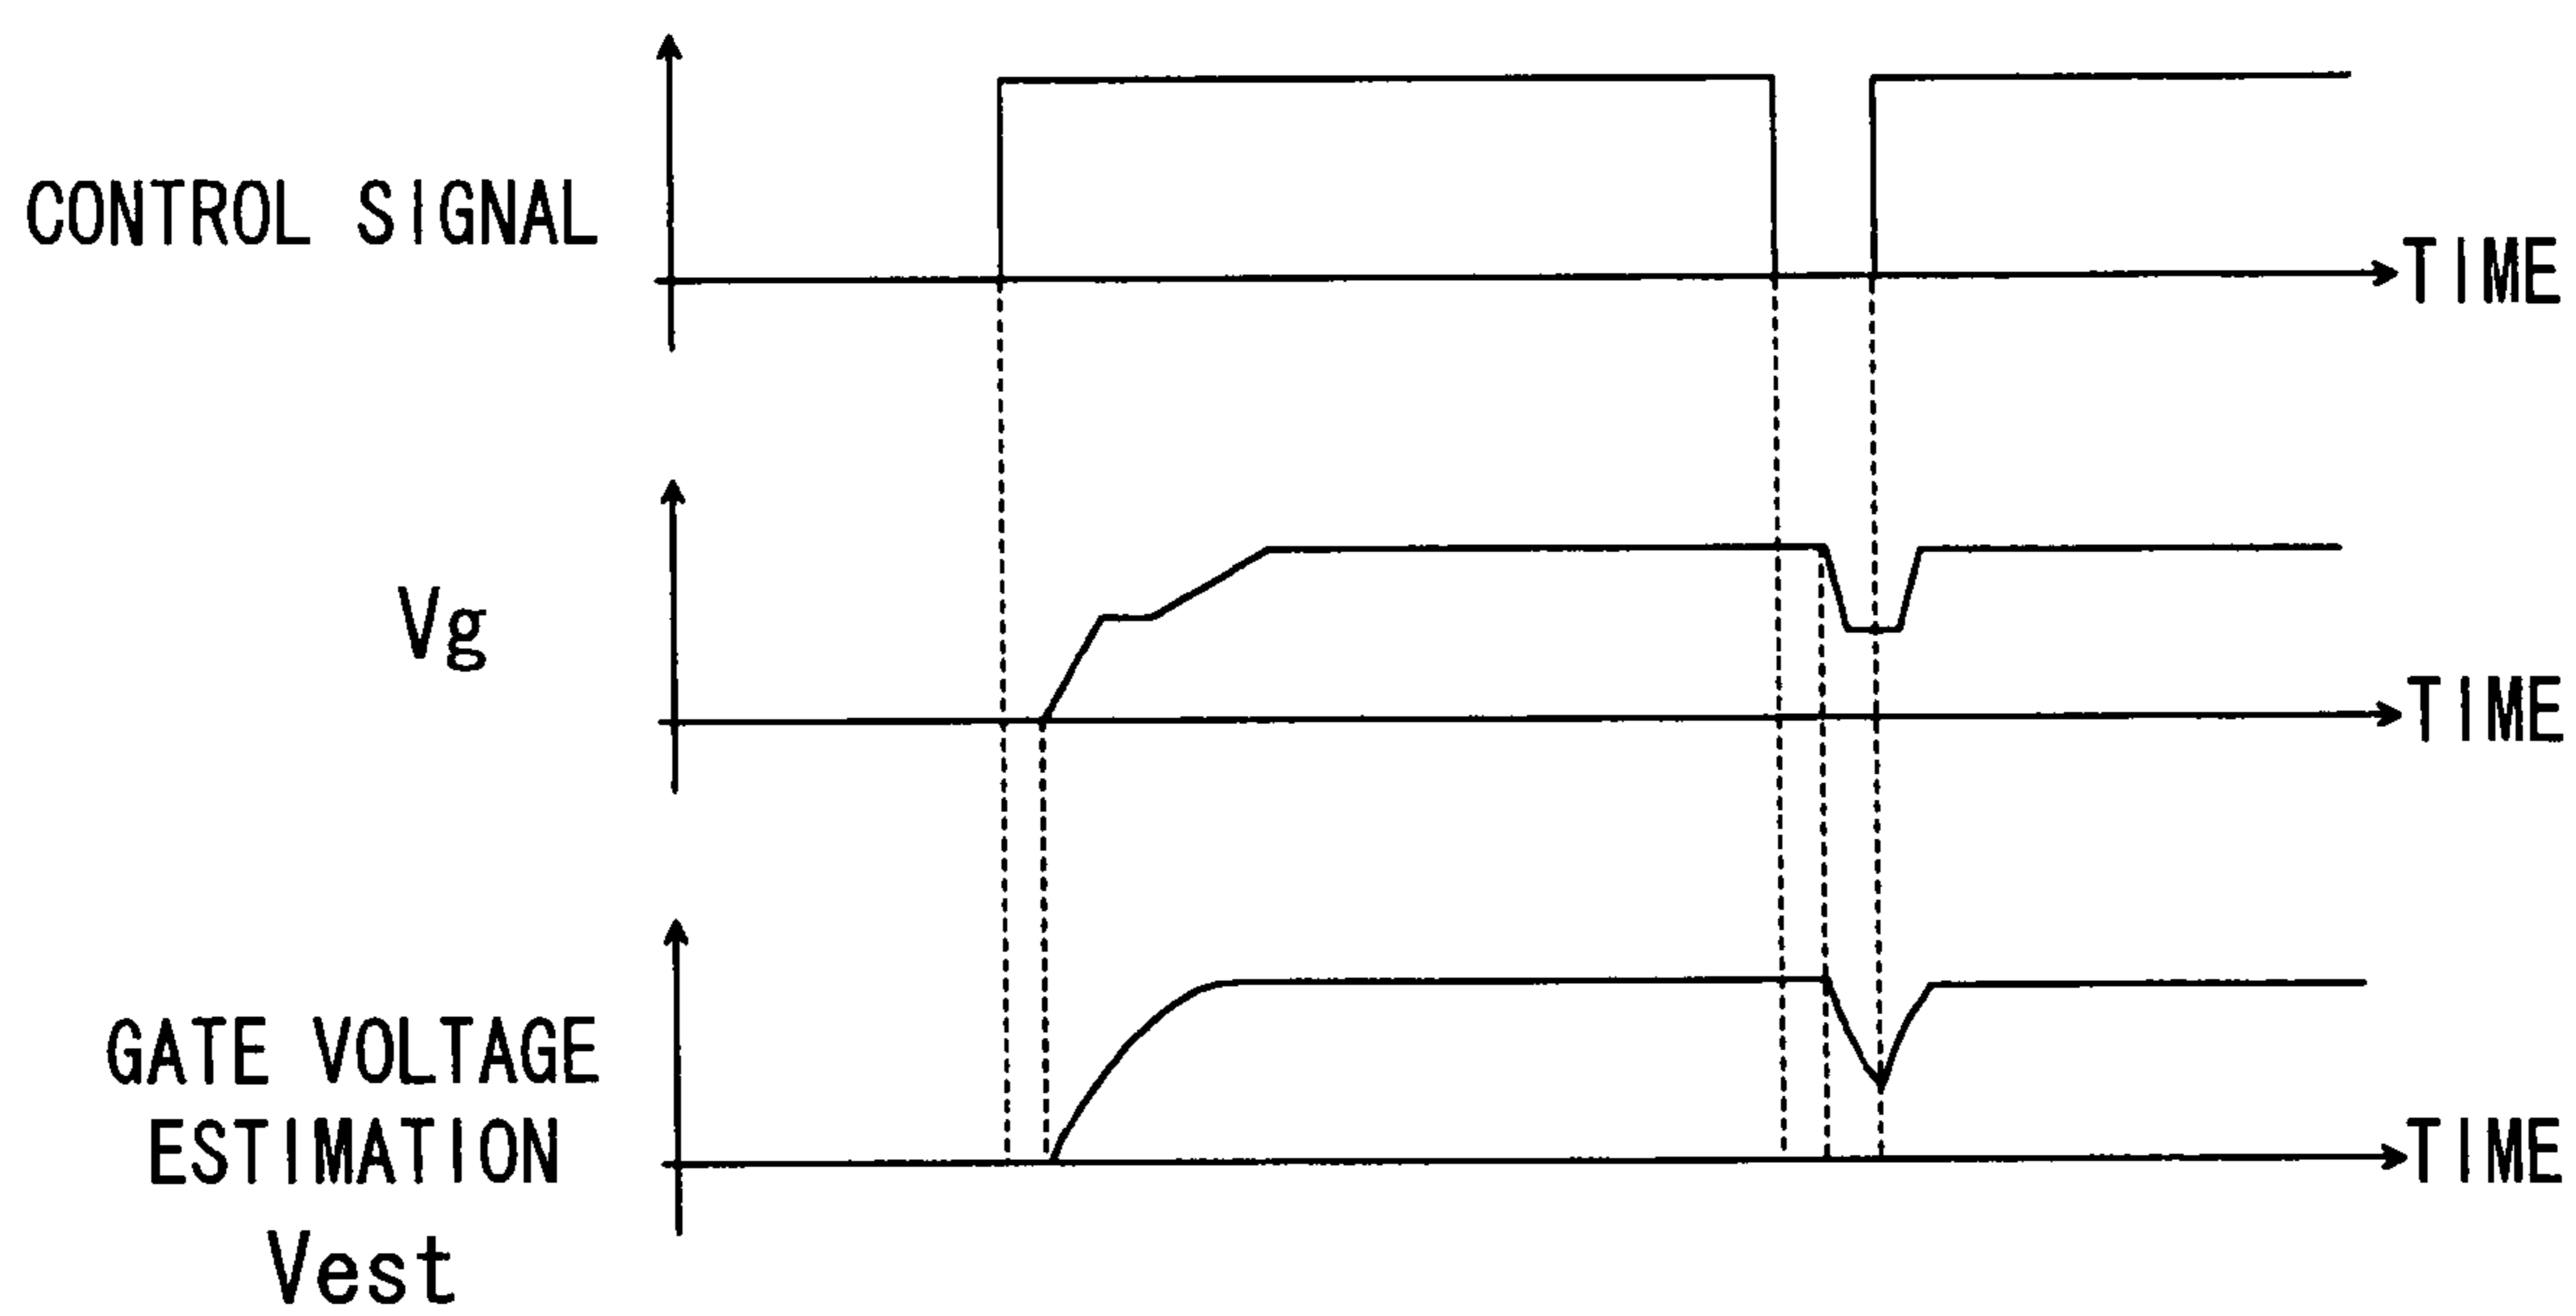 CONTROL SIGNAL
TIME
Vg
TIME
GATE VOLTAGE
ESTIMATION
Vest
TIME